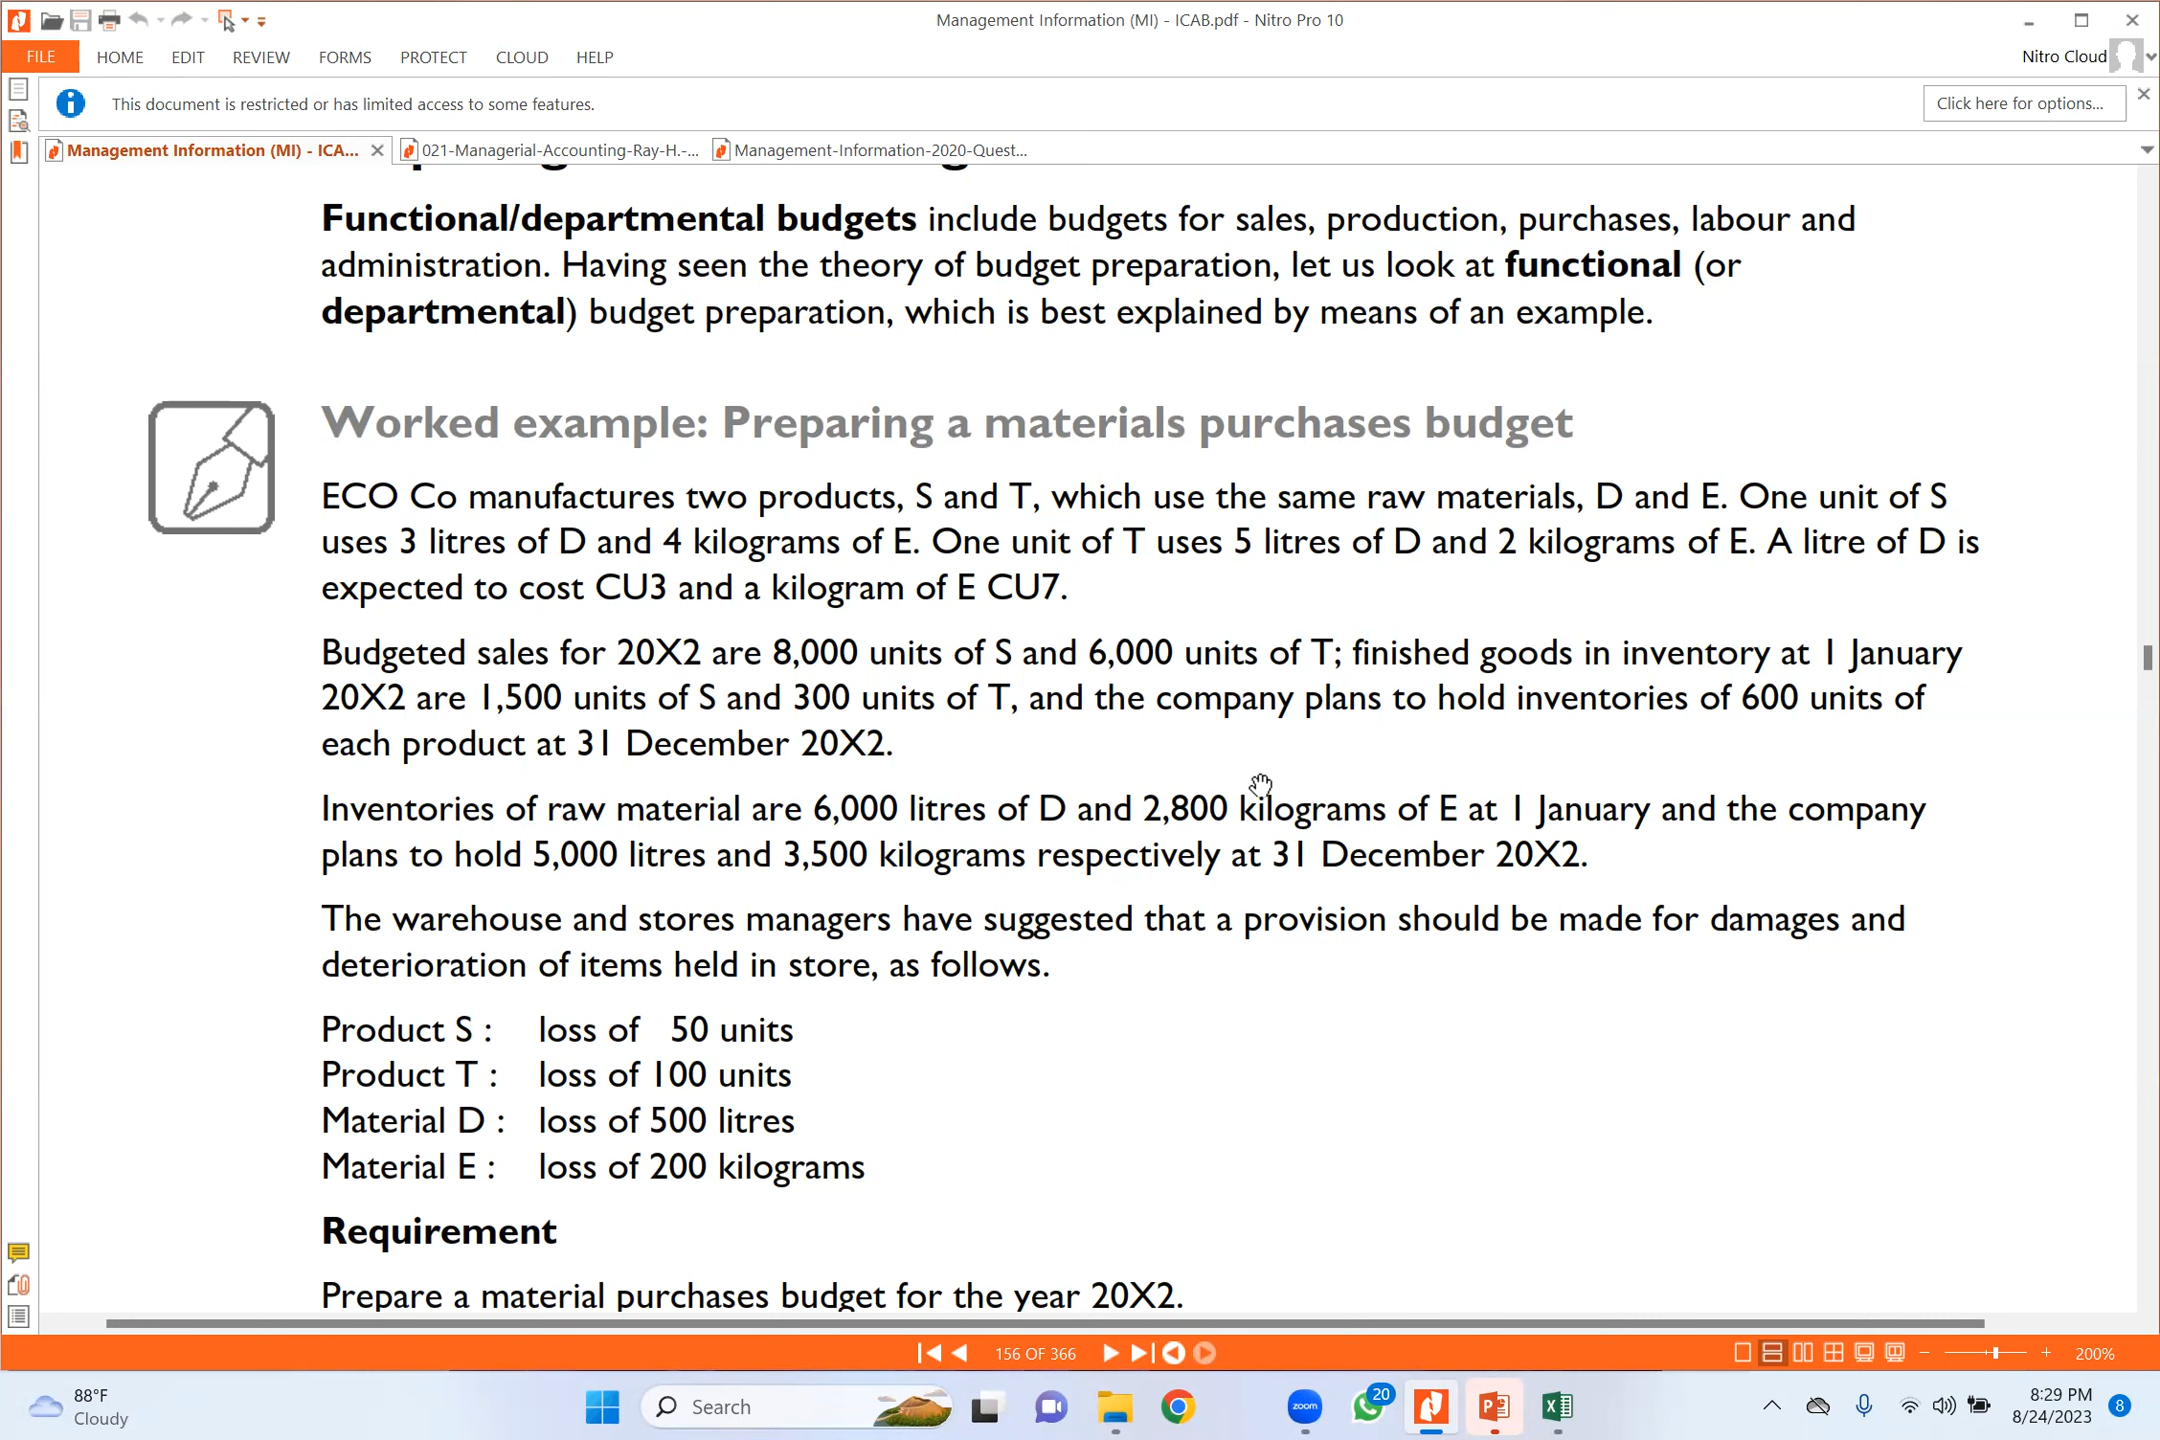 Management Information (MI) - ICAB.pdf - Nitro Pro 10
FILE HOME EDIT REVIEW FORMS PROTECT CLOUD HELP
Nitro Cloud
This document is restricted or has limited access to some features.
Click here for options...
Management Information (MI) - ICA...
021-Managerial-Accounting-Ray-H.-...
Management-Information-2020-Quest...
Functional/departmental budgets include budgets for sales, production, purchases, labour and
administration. Having seen the theory of budget preparation, let us look at functional (or
departmental) budget preparation, which is best explained by means of an example.
Worked example: Preparing a materials purchases budget
ECO Co manufactures two products, S and T, which use the same raw materials, D and E. One unit of S
uses 3 litres of D and 4 kilograms of E. One unit of T uses 5 litres of D and 2 kilograms of E. A litre of D is
expected to cost CU3 and a kilogram of E CU7.
Budgeted sales for 20X2 are 8,000 units of S and 6,000 units of T; finished goods in inventory at 1 January
20X2 are 1,500 units of S and 300 units of T, and the company plans to hold inventories of 600 units of
each product at 31 December 20X2.
Inventories of raw material are 6,000 litres of D and 2,800 kilograms of E at 1 January and the company
plans to hold 5,000 litres and 3,500 kilograms respectively at 31 December 20X2.
The warehouse and stores managers have suggested that a provision should be made for damages and
deterioration of items held in store, as follows.
Product S : loss of 50 units
Product T : loss of 100 units
Material D : loss of 500 litres
Material E : loss of 200 kilograms
Requirement
Prepare a material purchases budget for the year 20X2.
156 OF 366
200%
88°F
Cloudy
Search
zoom
20
8:29 PM
8/24/2023
8